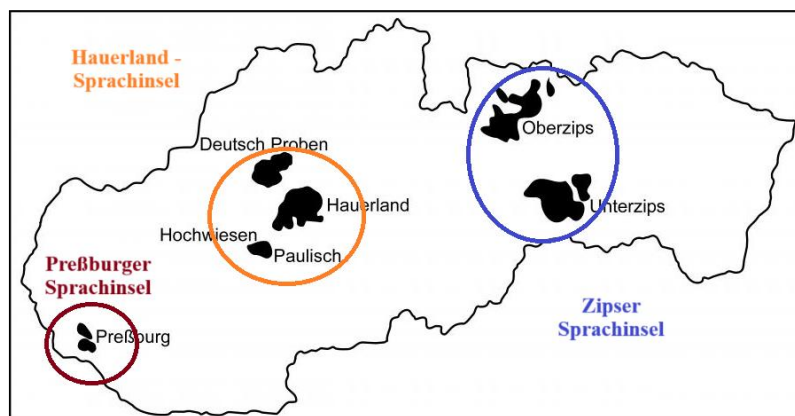 Hauerland -
Sprachinsel
Deutsch Proben
Oberzips
Hauerland
Unterzips
Hochwiesen
Paulisch
Preßburger
Sprachinsel
Zipser
Sprachinsel
Preßburg